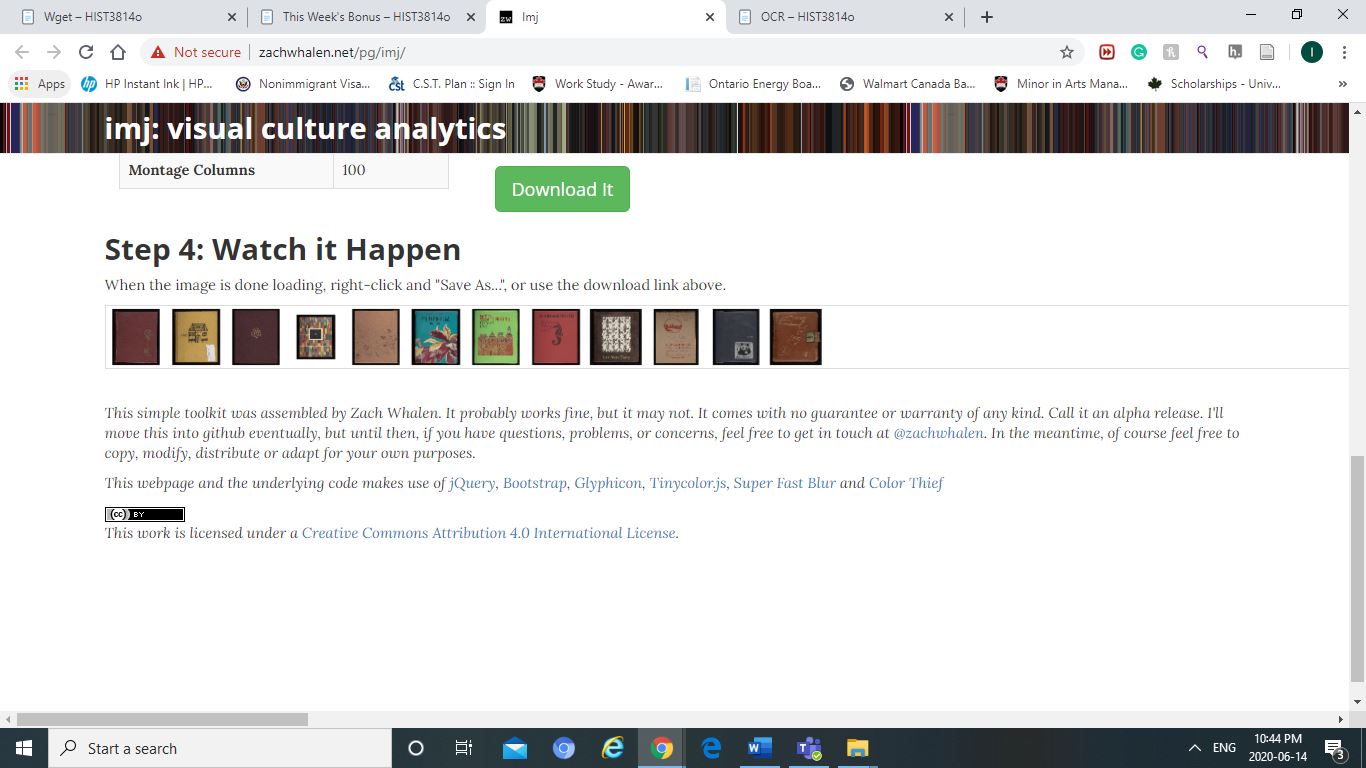 Wget – HIST3814o
This Week's Bonus – HIST3814o
zw Imj
OCR – HIST3814o
Not secure zachwhalen.net/pg/imj/
Apps
HP Instant Ink | HP...
Nonimmigrant Visa...
C.S.T. Plan :: Sign In
Work Study - Awar...
Ontario Energy Boa...
Walmart Canada Ba...
Minor in Arts Mana...
Scholarships - Univ...
imj: visual culture analytics
Montage Columns 100
Download It
Step 4: Watch it Happen
When the image is done loading, right-click and "Save As...", or use the download link above.
This simple toolkit was assembled by Zach Whalen. It probably works fine, but it may not. It comes with no guarantee or warranty of any kind. Call it an alpha release. I'll
move this into github eventually, but until then, if you have questions, problems, or concerns, feel free to get in touch at @zachwhalen. In the meantime, of course feel free to
copy, modify, distribute or adapt for your own purposes.
This webpage and the underlying code makes use of jQuery, Bootstrap, Glyphicon, Tinycolor.js, Super Fast Blur and Color Thief
(cc) BY
This work is licensed under a Creative Commons Attribution 4.0 International License.
Start a search
ENG
10:44 PM
2020-06-14
3